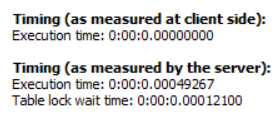 Timing (as measured at client side):
Execution time: 0:00:0.00000000
Timing (as measured by the server):
Execution time: 0:00:0.00049267
Table lock wait time: 0:00:0.00012100